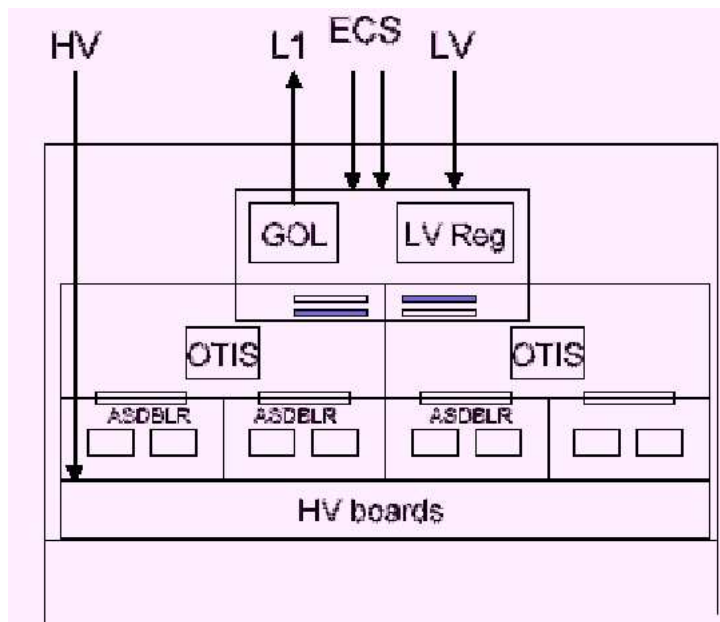 HV L1 ECS LV
GOL LV Reg
OTIS OTIS
ASDBLR ASDBLR ASDBLR
HV boards